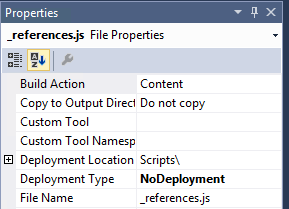 Properties
_references.js File Properties
Build Action Content
Copy to Output Direct Do not copy
Custom Tool
Custom Tool Namesp
Deployment Location Scripts\
Deployment Type NoDeployment
File Name _references.js